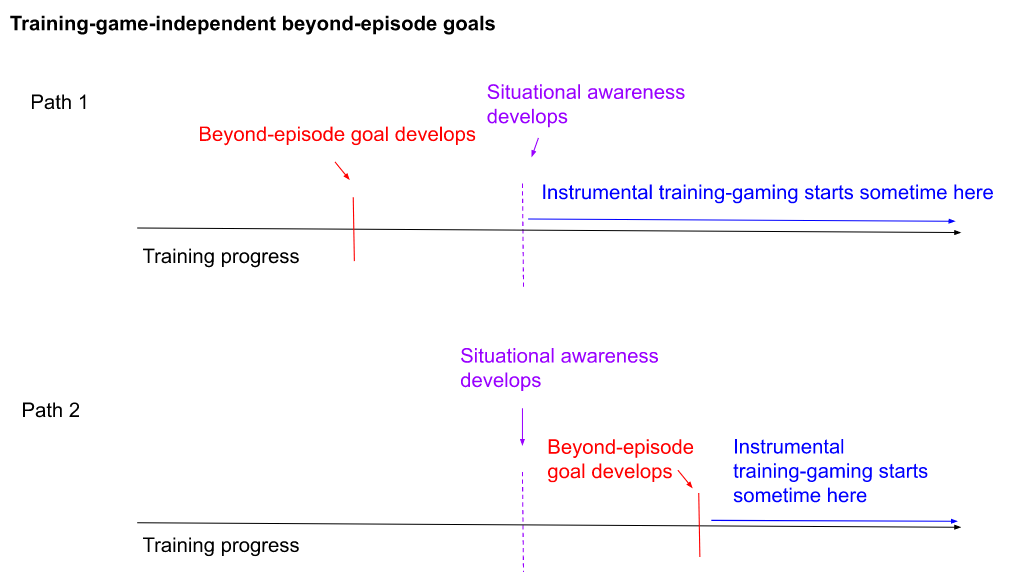 Training-game-independent beyond-episode goals
Path 1
Situational awareness
develops
Beyond-episode goal develops
Instrumental training-gaming starts sometime here
Training progress
Situational awareness
develops
Path 2
Beyond-episode
goal develops
Instrumental
training-gaming starts
sometime here
Training progress